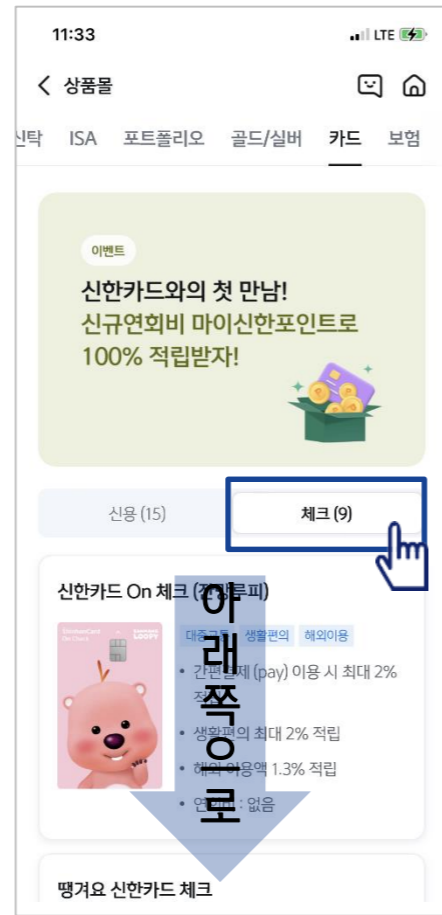 11:33
LTE
상품몰
신탁 ISA 포트폴리오 골드/실버 카드 보험
이벤트
신한카드와의 첫 만남!
신규연회비 마이신한포인트로
100% 적립받자!
신용 (15)
체크 (9)
신한카드 On 체크 (잔망루피)
대중교통 생활편의 해외이용
• 간편결제 (pay) 이용 시 최대 2%
적립
• 생활편의 최대 2% 적립
• 해외 이용액 1.3% 적립
• 연회비 : 없음
아
래
쪽
으
로
땡겨요 신한카드 체크